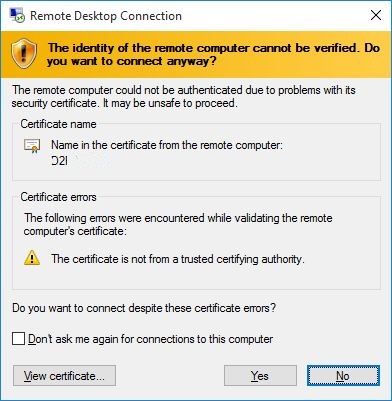 Remote Desktop Connection
The identity of the remote computer cannot be verified. Do
you want to connect anyway?
The remote computer could not be authenticated due to problems with its
security certificate. It may be unsafe to proceed.
Certificate name
Name in the certificate from the remote computer:
Certificate errors
The following errors were encountered while validating the remote
computer's certificate:
The certificate is not from a trusted certifying authority.
Do you want to connect despite these certificate errors?
Don't ask me again for connections to this computer
View certificate... Yes No